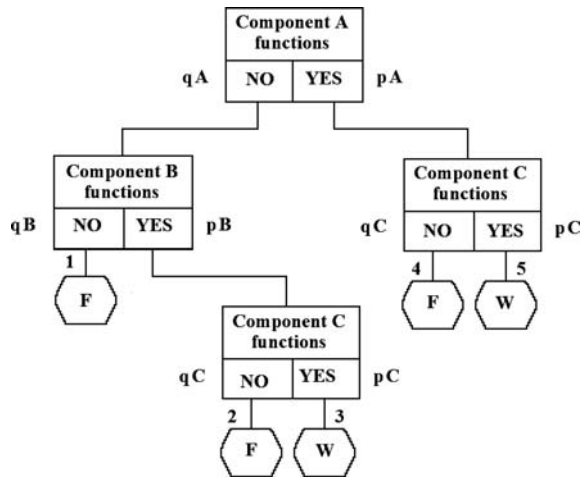 Component A
functions
qA NO YES pA
Component B
functions
qB NO YES pB
Component C
functions
qC NO YES pC
1
F
4 5
F W
Component C
functions
qC NO YES pC
2 3
F W